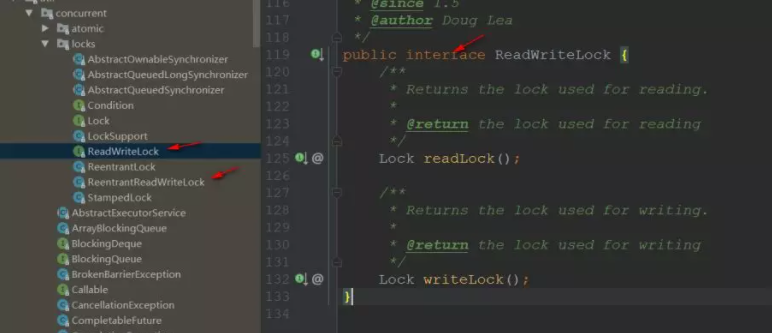 concurrent
atomic
locks
AbstractOwnableSynchronizer
AbstractQueuedLongSynchronizer
AbstractQueuedSynchronizer
Condition
Lock
LockSupport
ReadWriteLock
ReentrantLock
ReentrantReadWriteLock
StampedLock
AbstractExecutorService
ArrayBlockingQueue
BlockingDeque
BlockingQueue
BrokenBarrierException
Callable
CancellationException
CompletableFuture
116 * @since 1.5
117 * @author Doug Lea
118 */
119 public interface ReadWriteLock {
120 /**
121 * Returns the lock used for reading.
122 *
123 * @return the lock used for reading
124 */
125 @ Lock readLock();
126
127 /**
128 * Returns the lock used for writing.
129 *
130 * @return the lock used for writing
131 */
132 @ Lock writeLock();
133 }
134